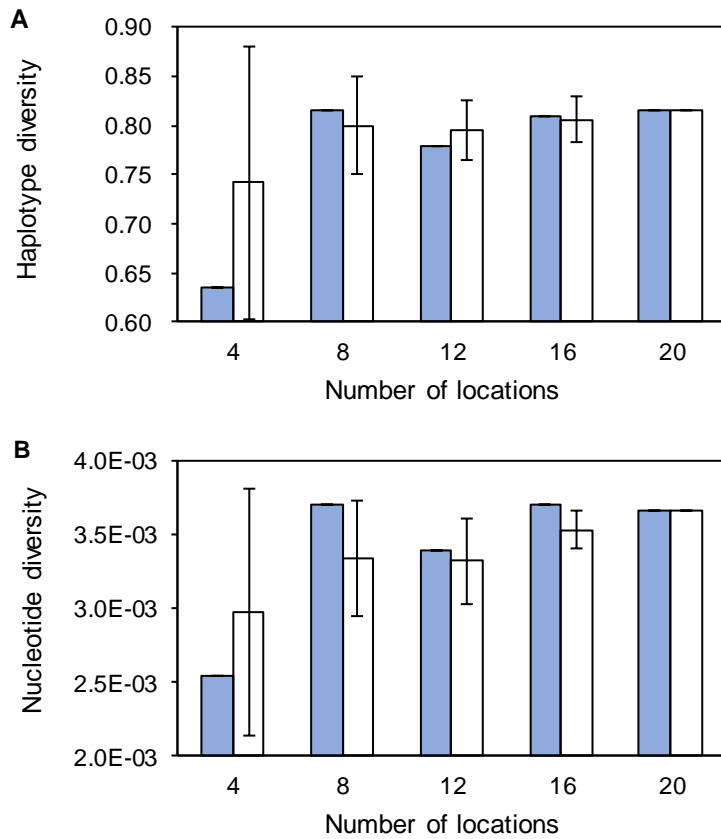 A
Haplotype diversity
0.90
0.85
0.80
0.75
0.70
0.65
0.60
4 8 12 16 20
Number of locations
B
Nucleotide diversity
4.0E-03
3.5E-03
3.0E-03
2.5E-03
2.0E-03
4 8 12 16 20
Number of locations